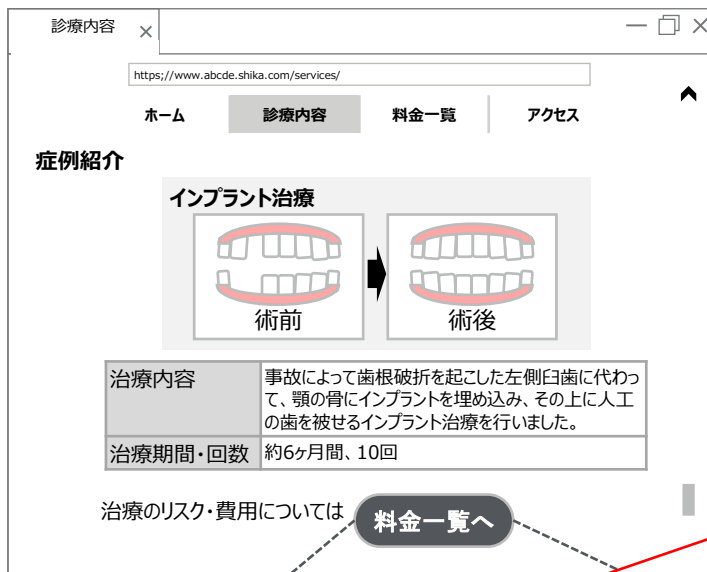 診療内容
https;//www.abcde.shika.com/services/
ホーム 診療内容 料金一覧 アクセス
症例紹介
インプラント治療
術前 術後
治療内容 事故によって歯根破折を起こした左側臼歯に代わっ
て、顎の骨にインプラントを埋め込み、その上に人工
の歯を被せるインプラント治療を行いました。
治療期間・回数 約6ヶ月間、10回
治療のリスク・費用については 料金一覧へ